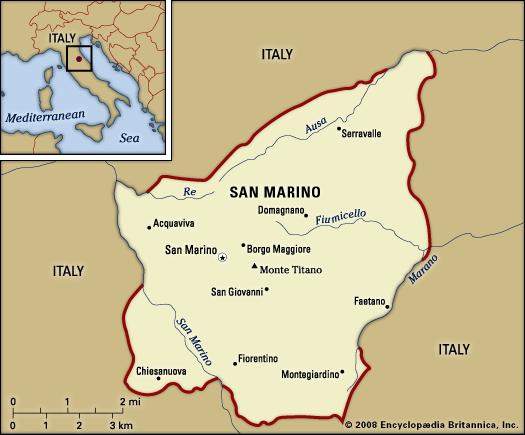 ITALY
Mediterranean
Sea
ITALY
Ausa
Serravalle
Re
SAN MARINO
Domagnano
Fiumicello
Acquaviva
San Marino
Borgo Maggiore
Monte Titano
ITALY
San Giovanni
Marano
Faetano
San Marino
ITALY
Fiorentino
Chiesanuova
Montegiardino
0 1 2 mi
0 1 2 3 km
© 2008 Encyclopædia Britannica, Inc.